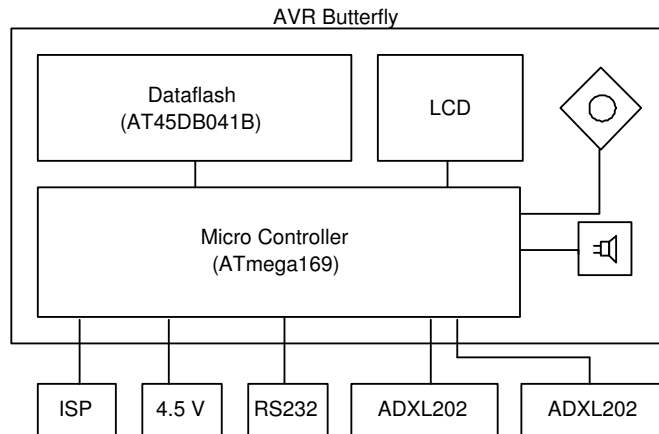 AVR Butterfly
Dataflash
(AT45DB041B)
LCD
Micro Controller
(ATmega169)
ISP
4.5 V
RS232
ADXL202
ADXL202